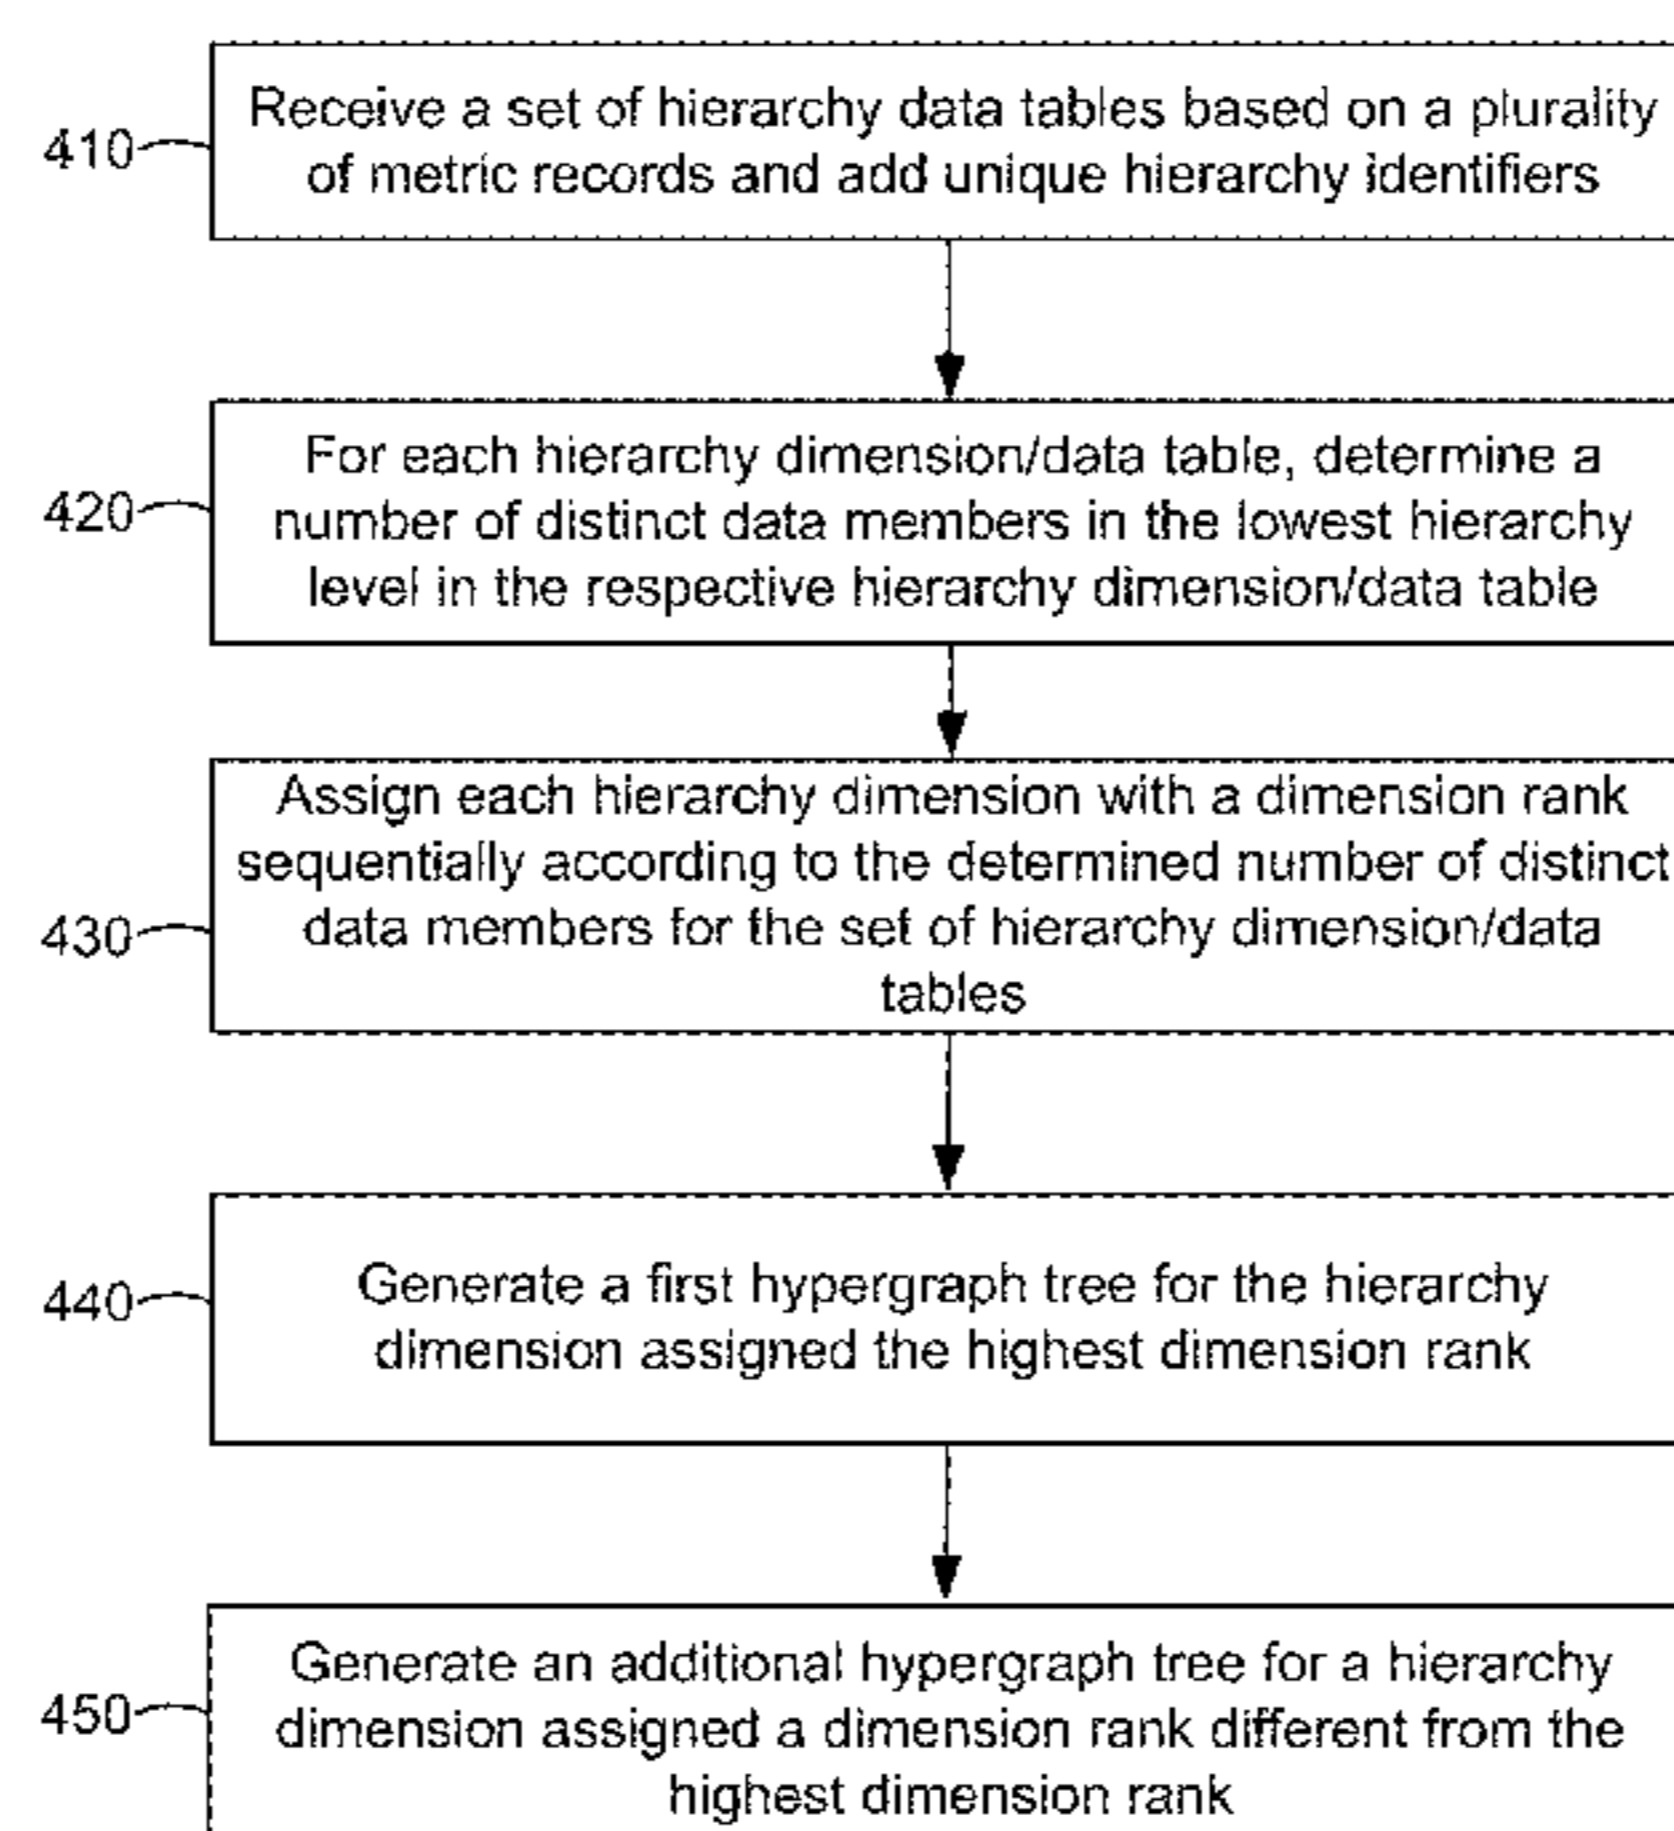 410
Receive a set of hierarchy data tables based on a plurality
of metric records and add unique hierarchy identifiers
420
For each hierarchy dimension/data table, determine a
number of distinct data members in the lowest hierarchy
level in the respective hierarchy dimension/data table
430
Assign each hierarchy dimension with a dimension rank
sequentially according to the determined number of distinct
data members for the set of hierarchy dimension/data
tables
440
Generate a first hypergraph tree for the hierarchy
dimension assigned the highest dimension rank
450
Generate an additional hypergraph tree for a hierarchy
dimension assigned a dimension rank different from the
highest dimension rank